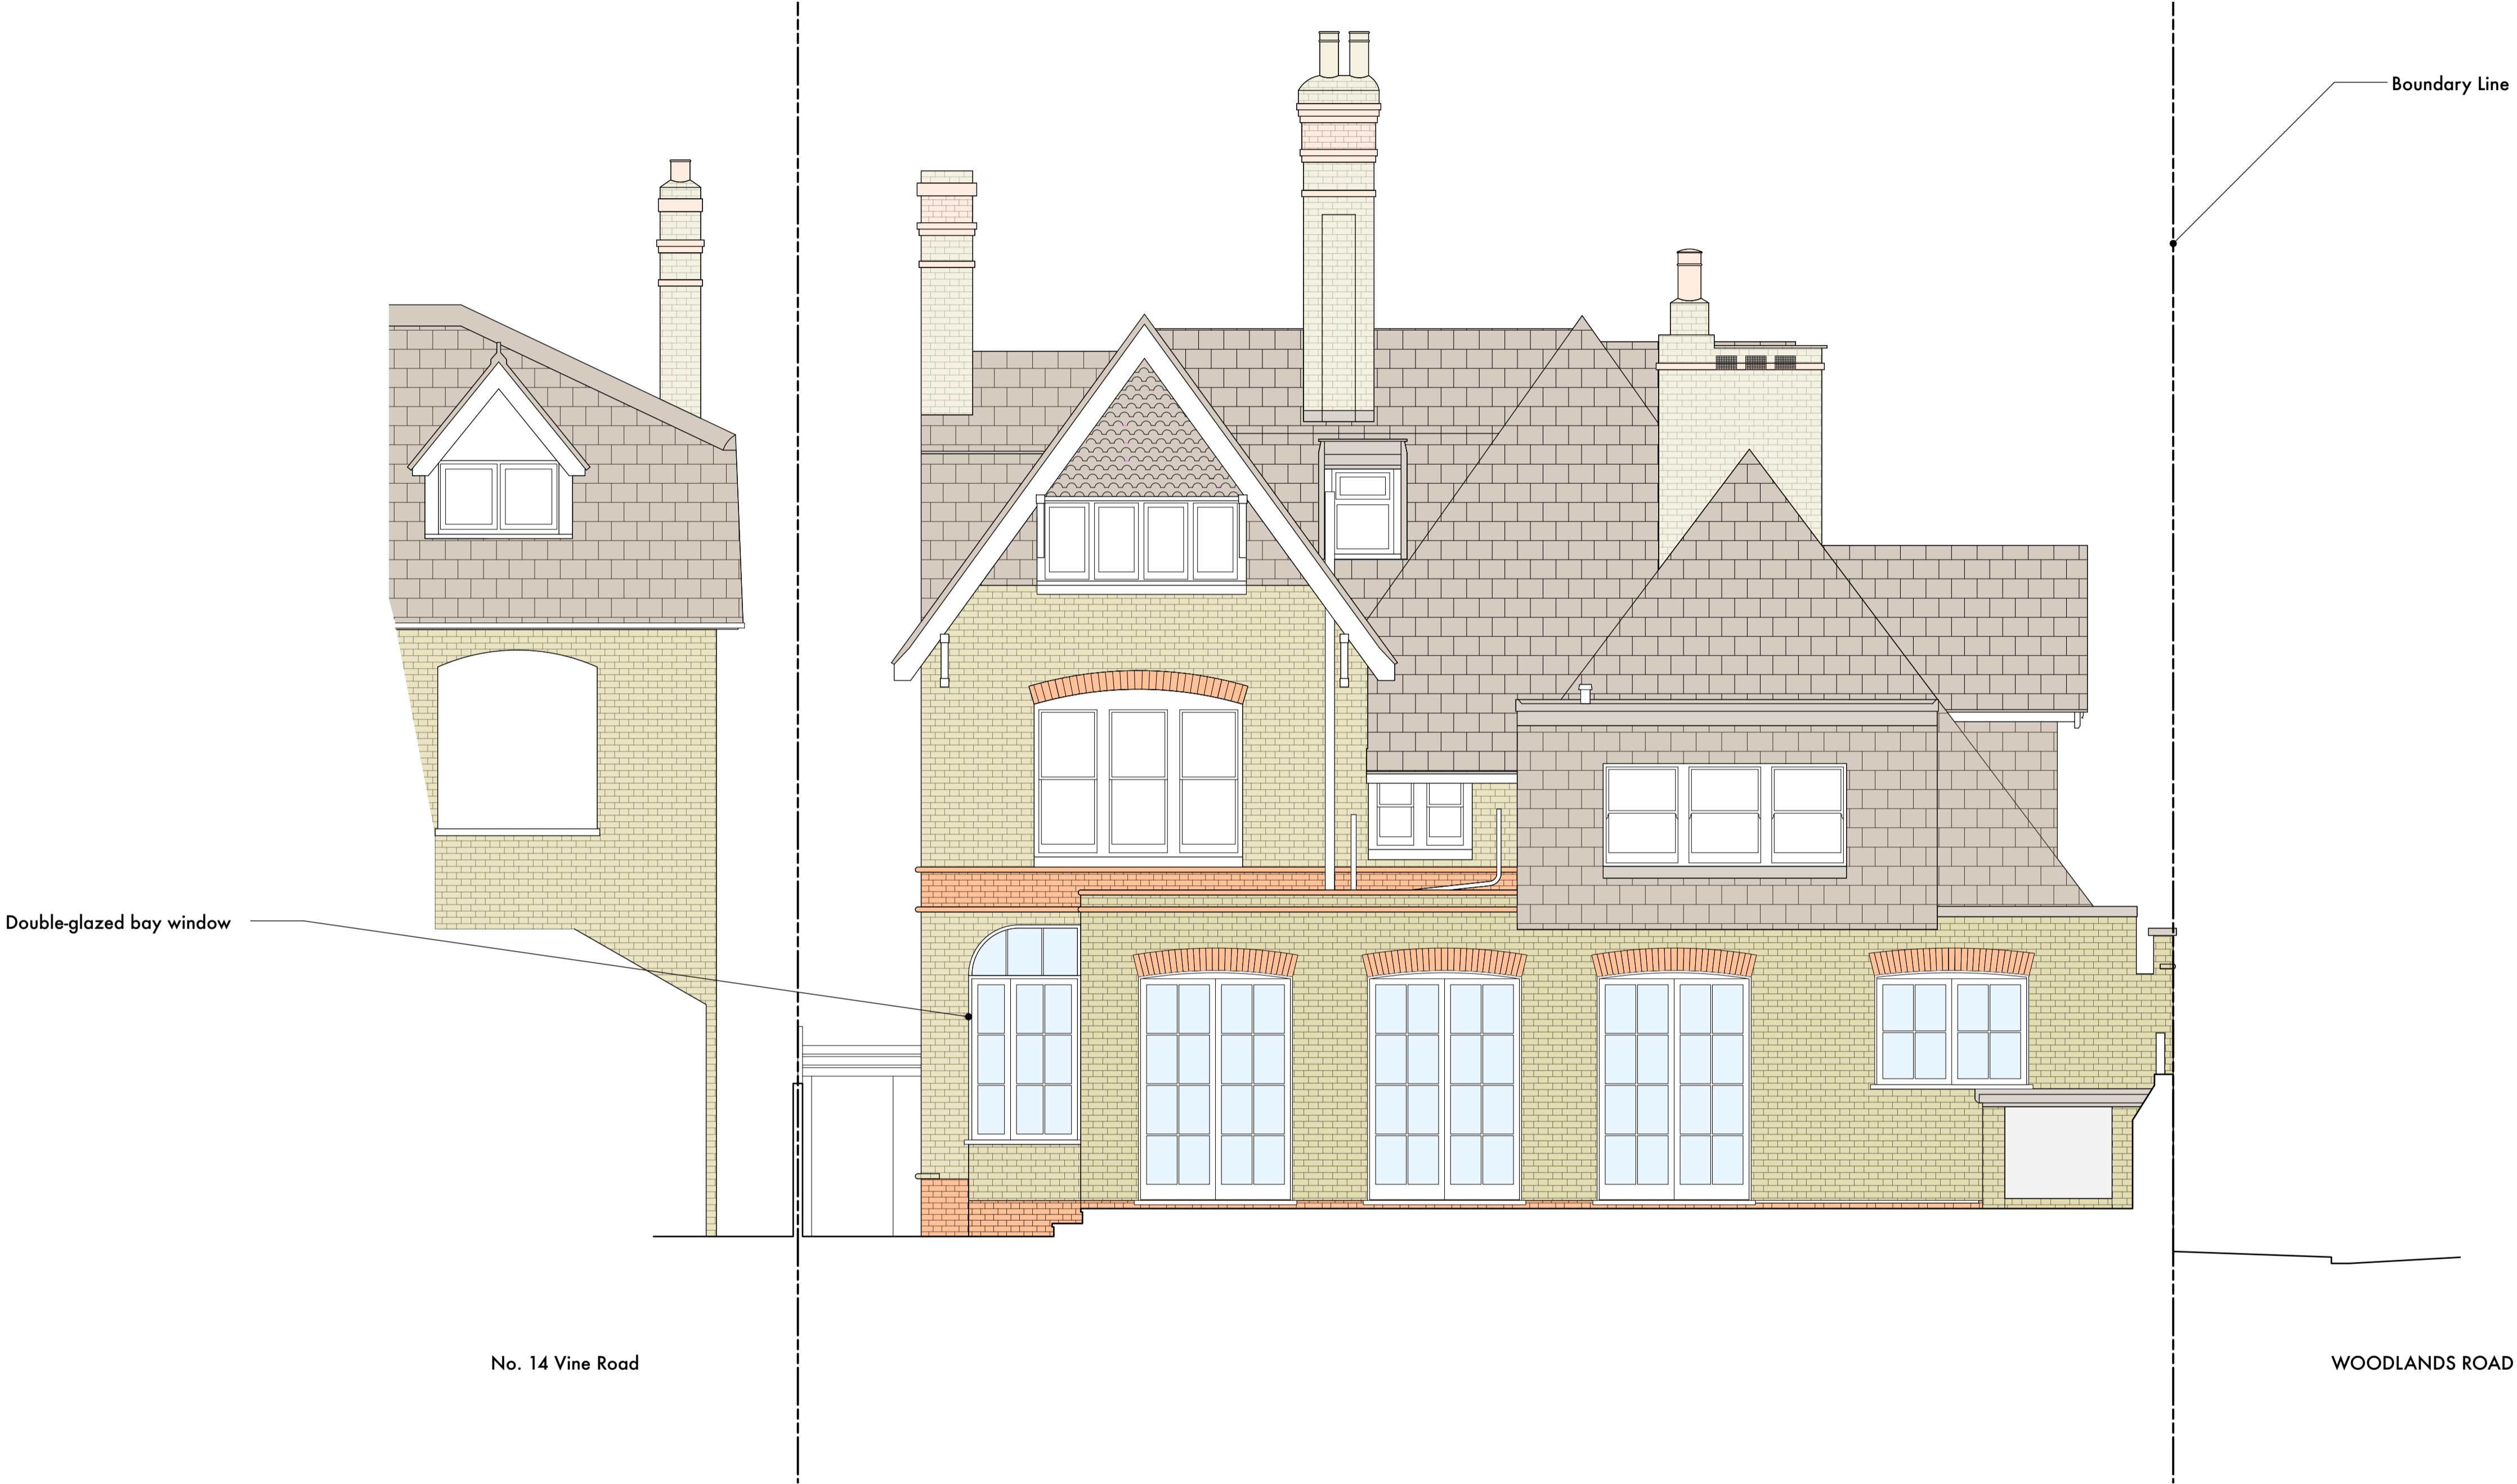 Boundary Line
Double-glazed bay window
No. 14 Vine Road
WOODLANDS ROAD